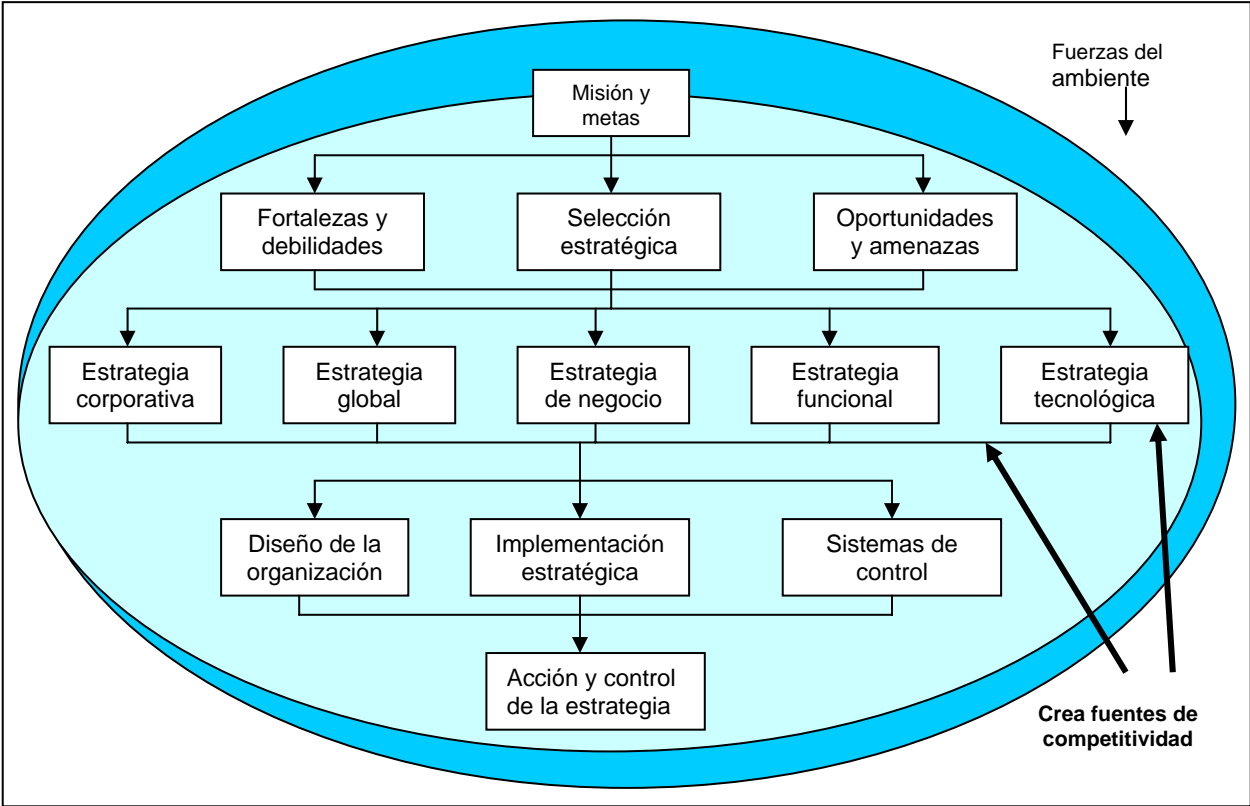 Fuerzas del
ambiente
Misión y
metas
Fortalezas y
debilidades
Selección
estratégica
Oportunidades
y amenazas
Estrategia
corporativa
Estrategia
global
Estrategia
de negocio
Estrategia
funcional
Estrategia
tecnológica
Diseño de la
organización
Implementación
estratégica
Sistemas de
control
Acción y control
de la estrategia
Crea fuentes de
competitividad